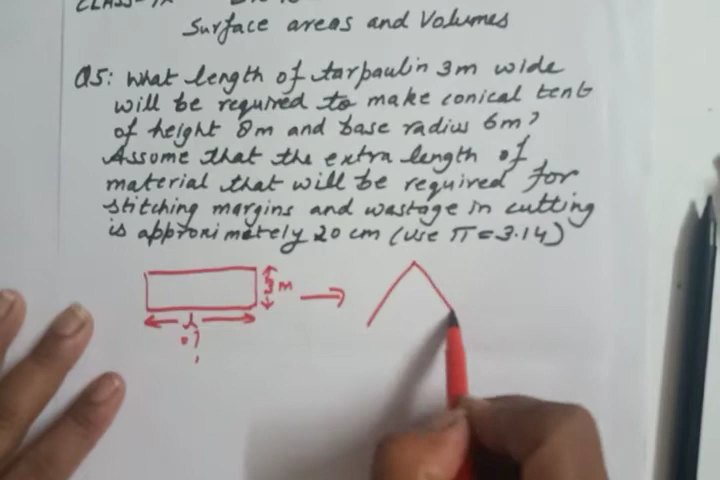 Surface areas and Volumes
Q5: What length of tarpaulin 3m wide
will be required to make conical tent
of height 8m and base radius 6m?
Assume that the extra length of
material that will be required for
stitching margins and wastage in cutting
is approximately 20 cm (use π = 3.14)
3 m
l
?